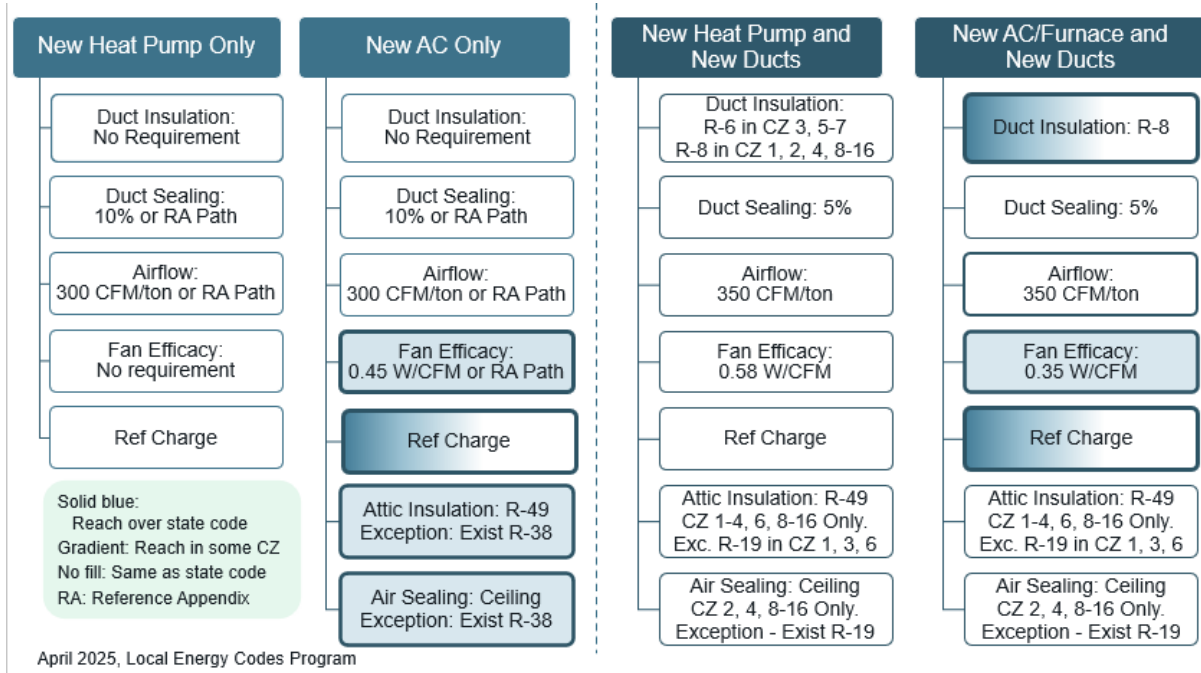 New Heat Pump Only
Duct Insulation:
No Requirement
Duct Sealing:
10% or RA Path
Airflow:
300 CFM/ton or RA Path
Fan Efficacy:
No requirement
Ref Charge
New AC Only
Duct Insulation:
No Requirement
Duct Sealing:
10% or RA Path
Airflow:
300 CFM/ton or RA Path
Fan Efficacy:
0.45 W/CFM or RA Path
Ref Charge
Attic Insulation: R-49
Exception: Exist R-38
Air Sealing: Ceiling
Exception: Exist R-38
New Heat Pump and
New Ducts
Duct Insulation:
R-6 in CZ 3, 5-7
R-8 in CZ 1, 2, 4, 8-16
Duct Sealing: 5%
Airflow:
350 CFM/ton
Fan Efficacy:
0.58 W/CFM
Ref Charge
Attic Insulation: R-49
CZ 1-4, 6, 8-16 Only.
Exc. R-19 in CZ 1, 3, 6
Air Sealing: Ceiling
CZ 2, 4, 8-16 Only.
Exception - Exist R-19
New AC/Furnace and
New Ducts
Duct Insulation: R-8
Duct Sealing: 5%
Airflow:
350 CFM/ton
Fan Efficacy:
0.35 W/CFM
Ref Charge
Attic Insulation: R-49
CZ 1-4, 6, 8-16 Only.
Exc. R-19 in CZ 1, 3, 6
Air Sealing: Ceiling
CZ 2, 4, 8-16 Only.
Exception - Exist R-19
Solid blue:
Reach over state code
Gradient: Reach in some CZ
No fill: Same as state code
RA: Reference Appendix
April 2025, Local Energy Codes Program